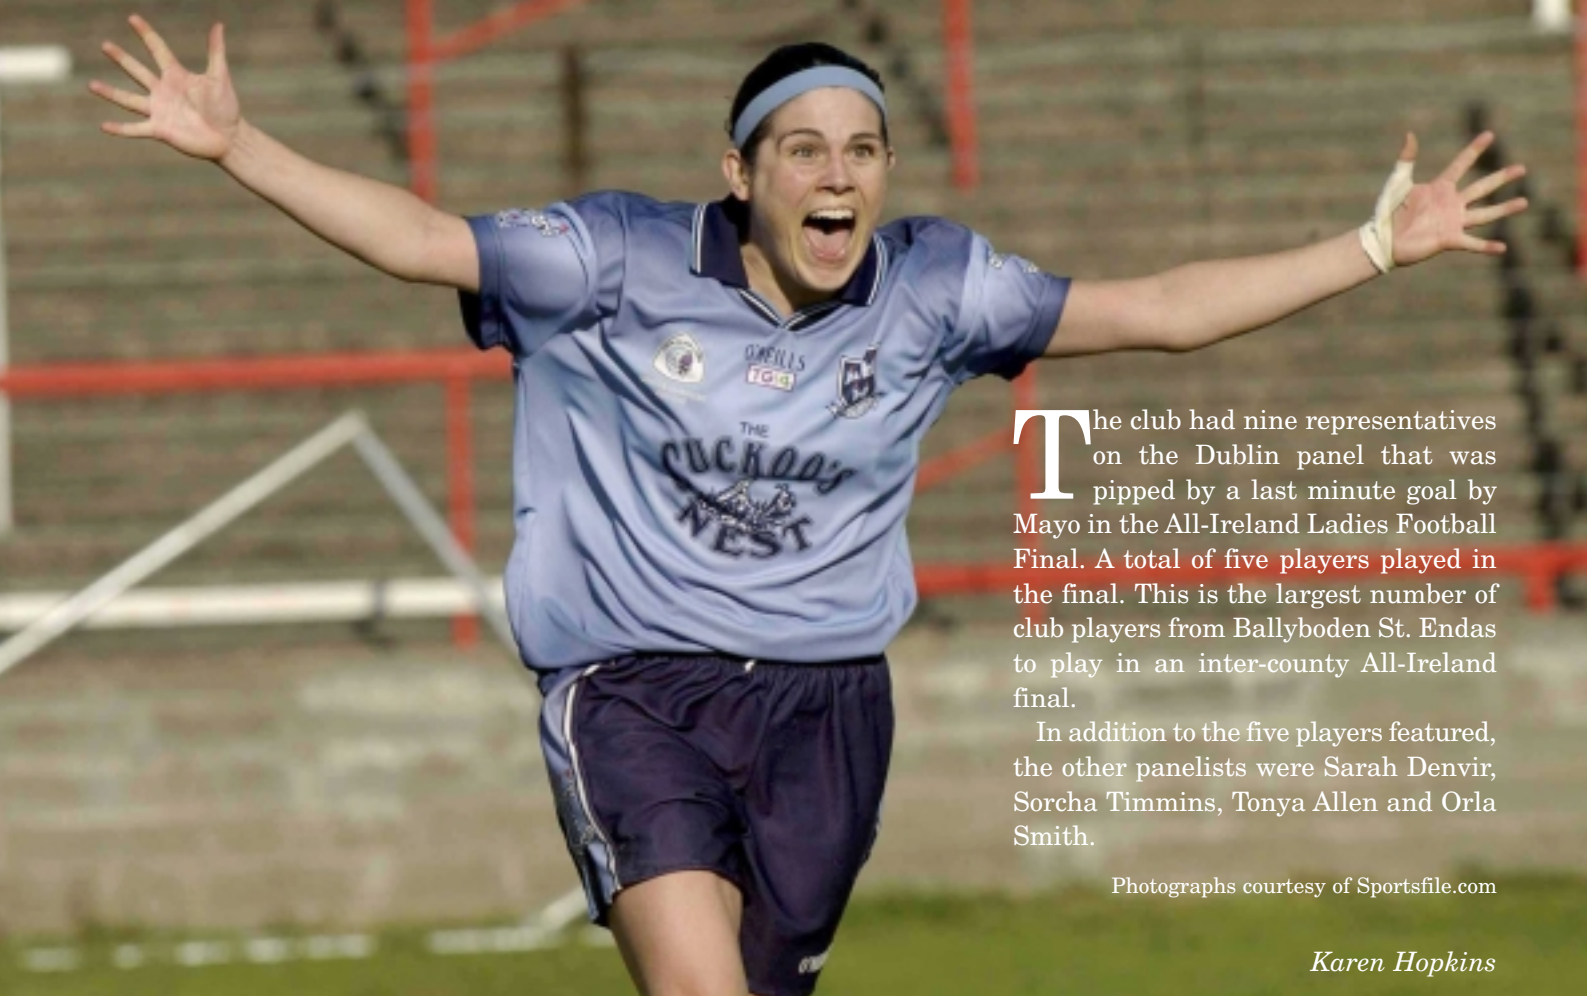 O'NEILLS
TG4
THE
CUCKOO'S
NEST
The club had nine representatives
on the Dublin panel that was
pipped by a last minute goal by
Mayo in the All-Ireland Ladies Football
Final. A total of five players played in
the final. This is the largest number of
club players from Ballyboden St. Endas
to play in an inter-county All-Ireland
final.
In addition to the five players featured,
the other panelists were Sarah Denvir,
Sorcha Timmins, Tonya Allen and Orla
Smith.
Photographs courtesy of Sportsfile.com
Karen Hopkins